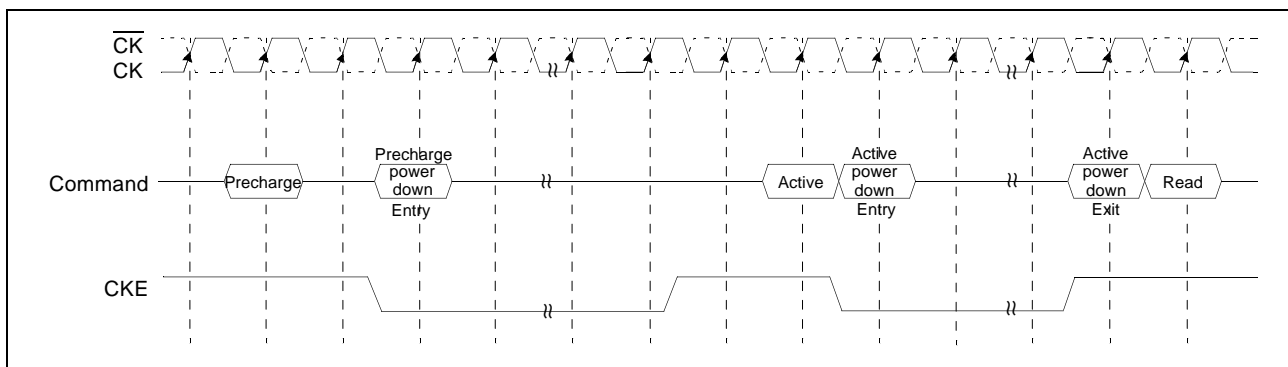 CK
CK
Command
Precharge
Precharge
power
down
Entry
Active
Active
power
down
Entry
Active
power
down
Exit
Read
CKE